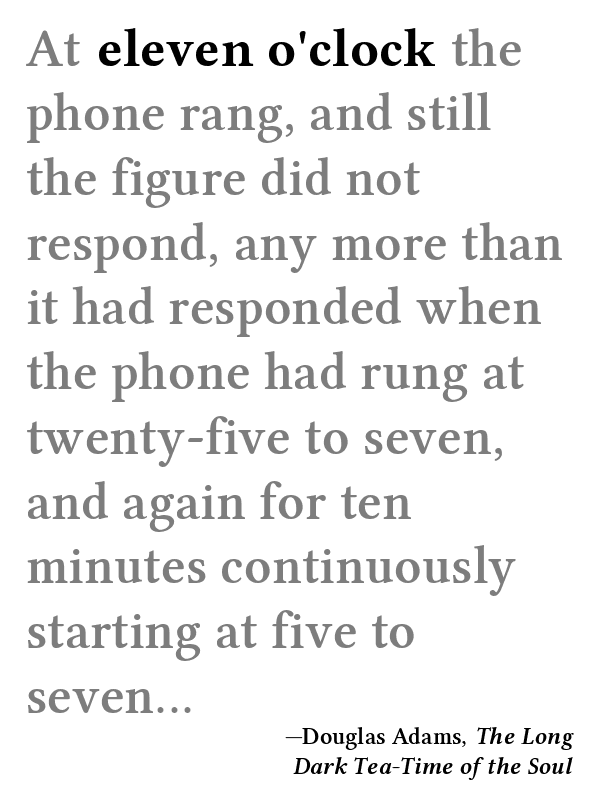 At eleven o'clock the
phone rang, and still
the figure did not
respond, any more than
it had responded when
the phone had rung at
twenty-five to seven,
and again for ten
minutes continuously
starting at five to
seven...
—Douglas Adams, The Long
Dark Tea-Time of the Soul